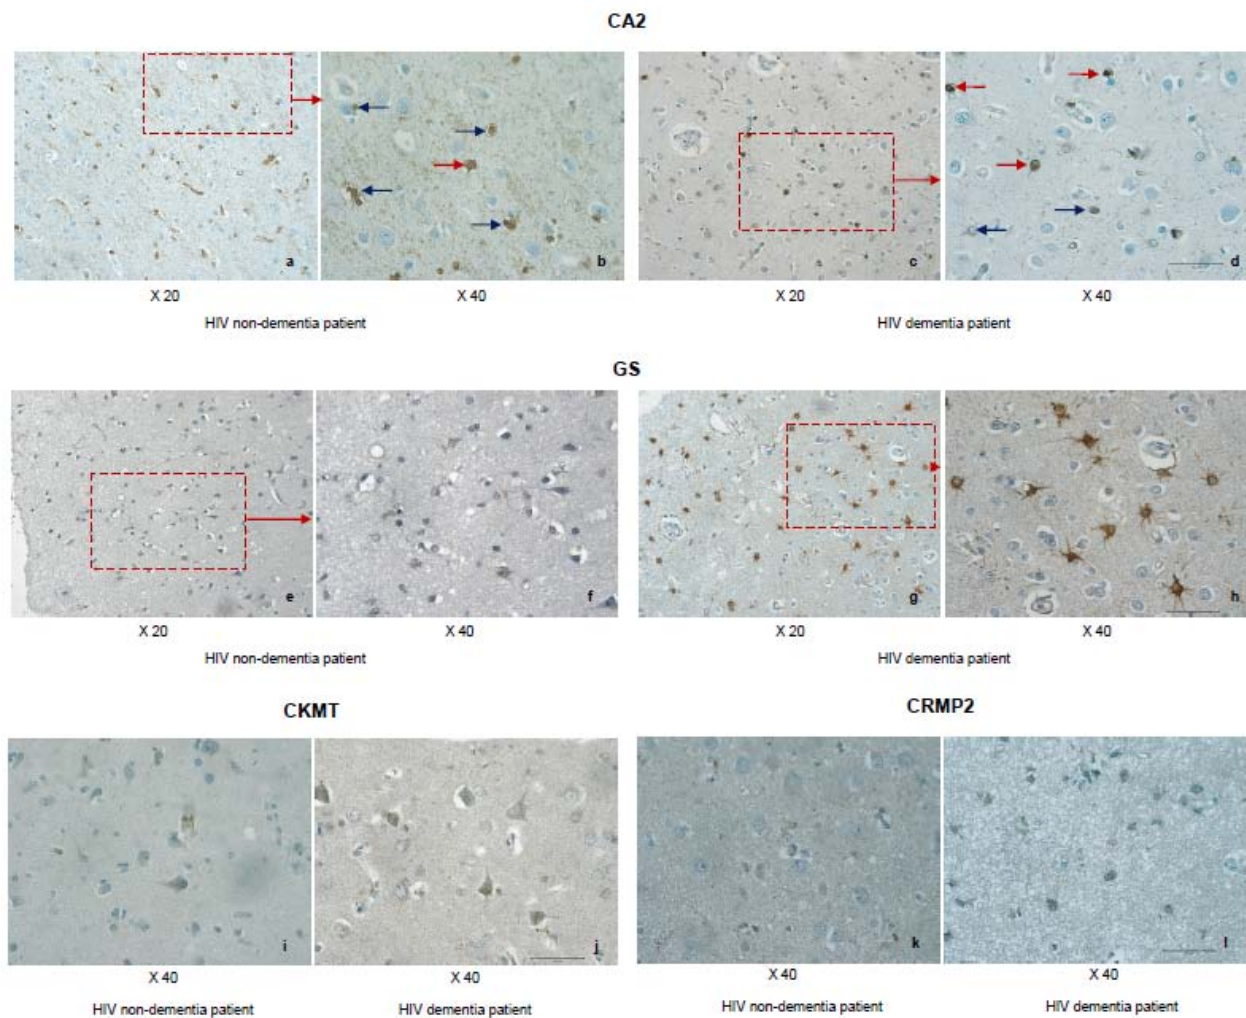 CA2
a
b
c
d
X 20
X 40
X 20
X 40
HIV non-dementia patient
HIV dementia patient
GS
e
f
g
h
X 20
X 40
X 20
X 40
HIV non-dementia patient
HIV dementia patient
CKMT
CRMP2
i
j
k
l
X 40
X 40
X 40
X 40
HIV non-dementia patient
HIV dementia patient
HIV non-dementia patient
HIV dementia patient